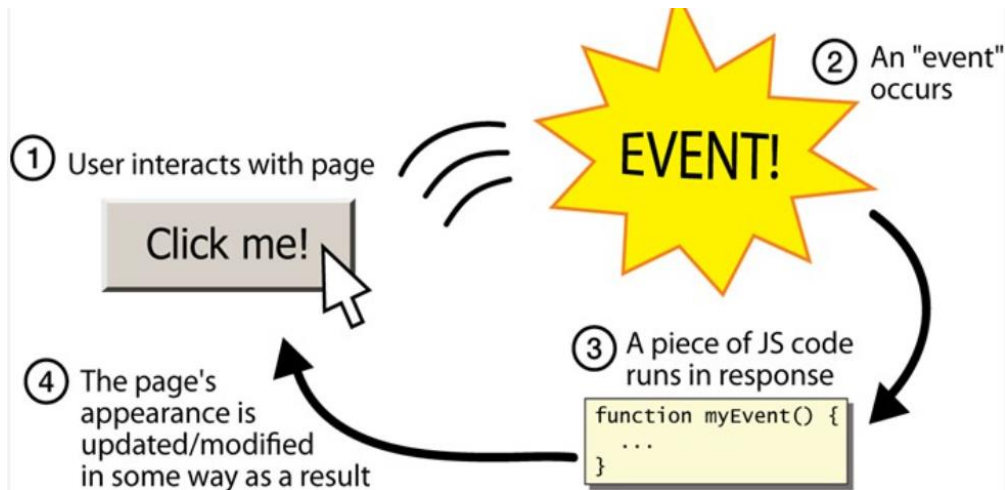 1 User interacts with page
Click me!
EVENT!
2 An "event"
occurs
3 A piece of JS code
runs in response
function myEvent() {
...
}
4 The page's
appearance is
updated/modified
in some way as a result